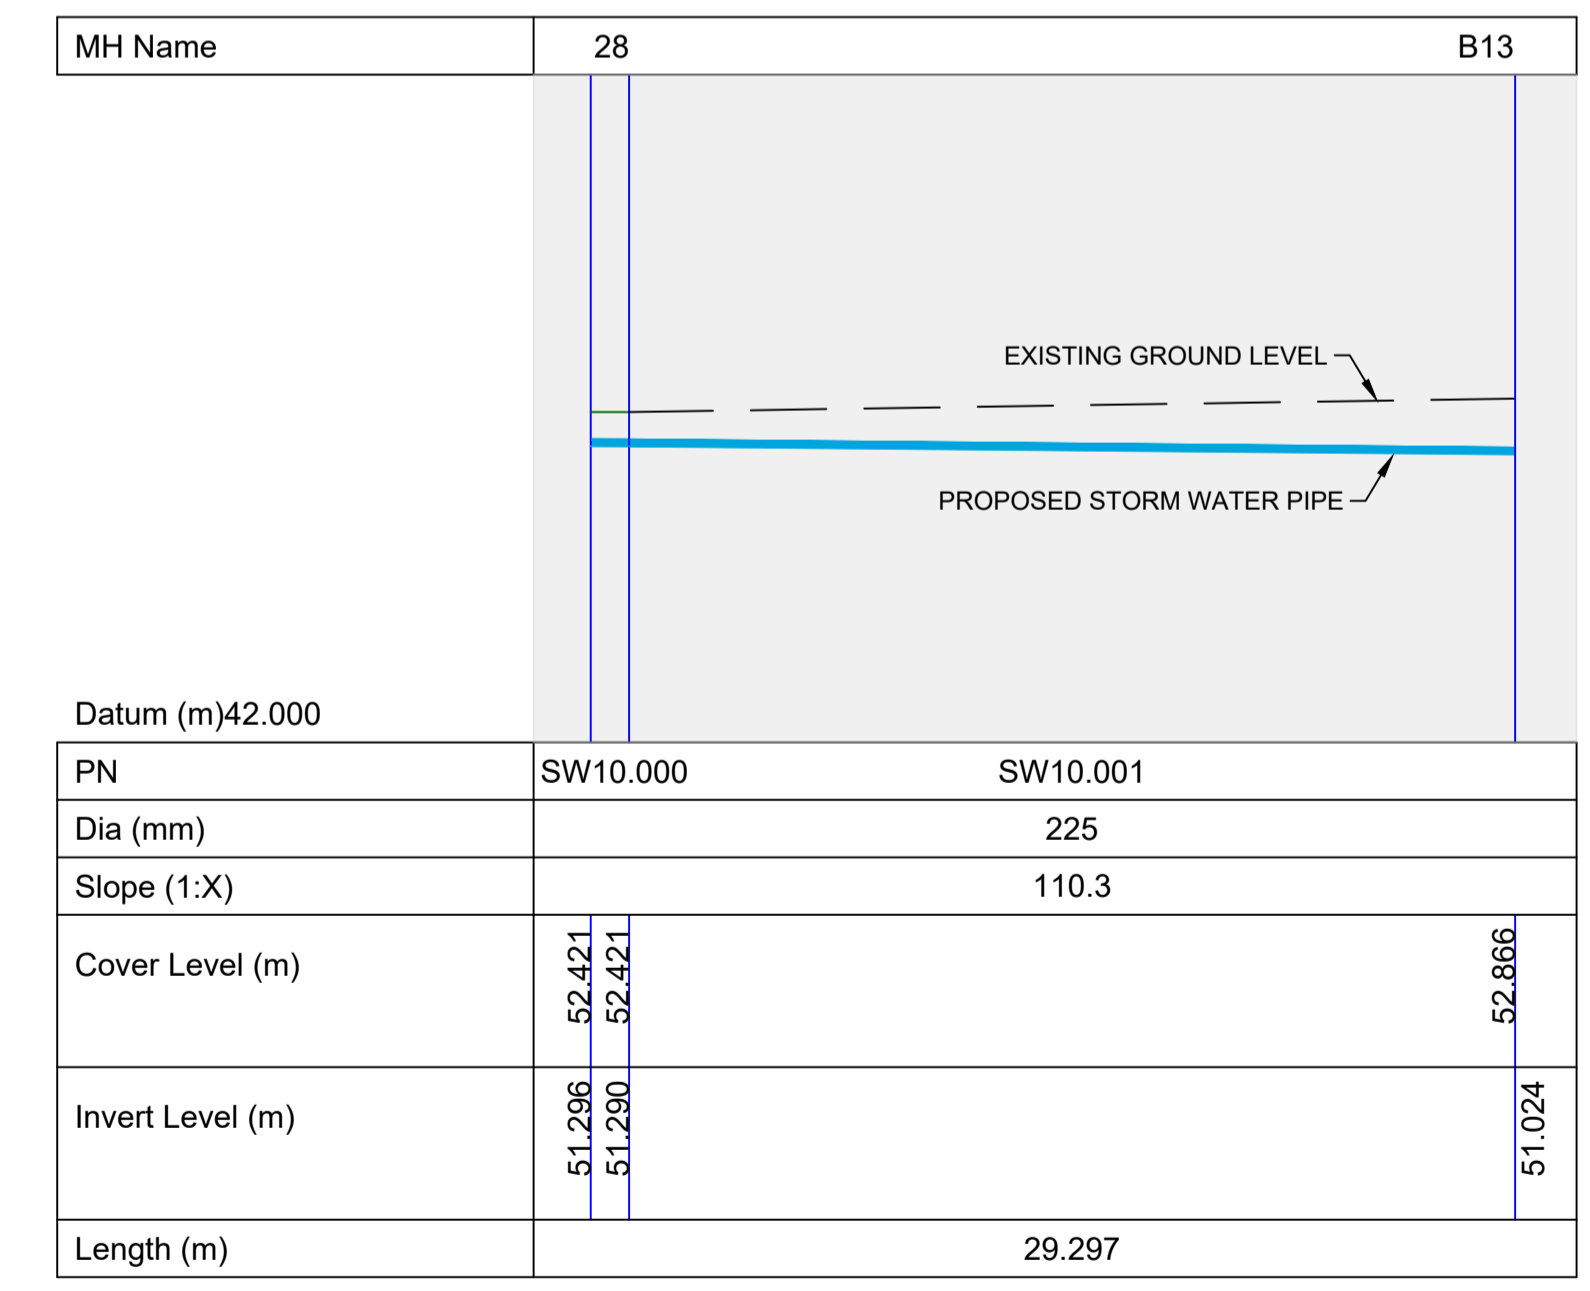 MH Name 28 B13
EXISTING GROUND LEVEL
PROPOSED STORM WATER PIPE
Datum (m)42.000
PN SW10.000 SW10.001
Dia (mm) 225
Slope (1:X) 110.3
Cover Level (m) 52.421 52.421 52.866
Invert Level (m) 51.296 51.290 51.024
Length (m) 29.297